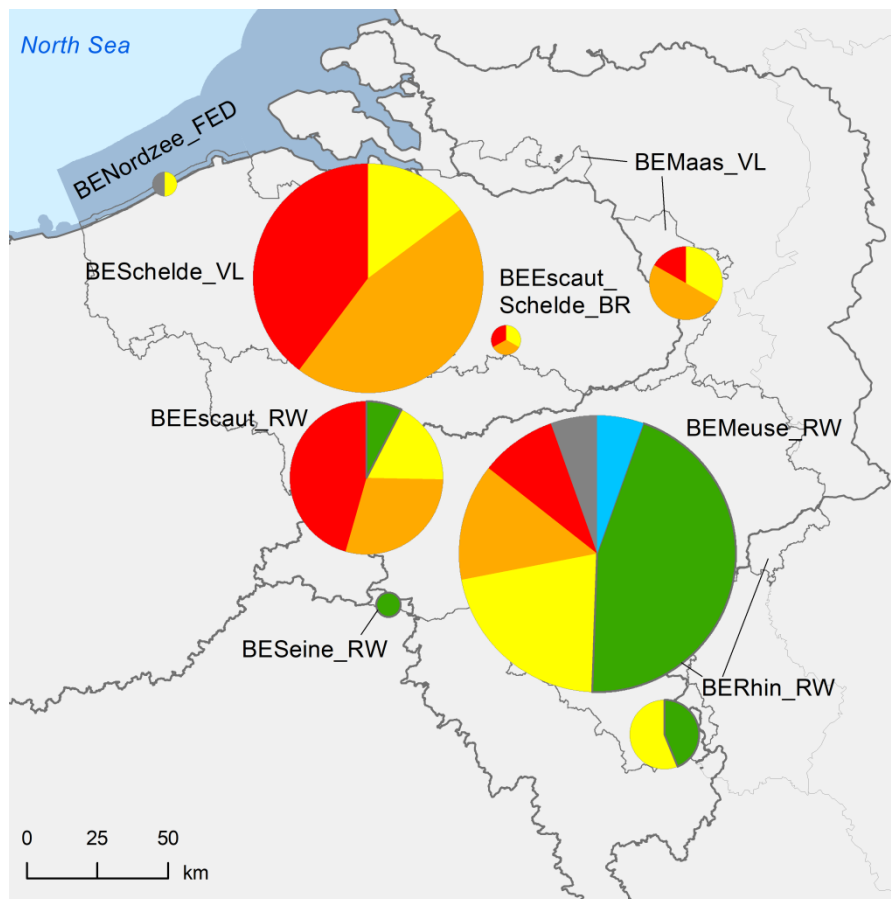 North Sea
BENordzee_FED
BEMaas_VL
BESchelde_VL
BEEscaut_
Schelde_BR
BEEscaut_RW
BEMeuse_RW
BESeine_RW
BERhin_RW
0 25 50
km